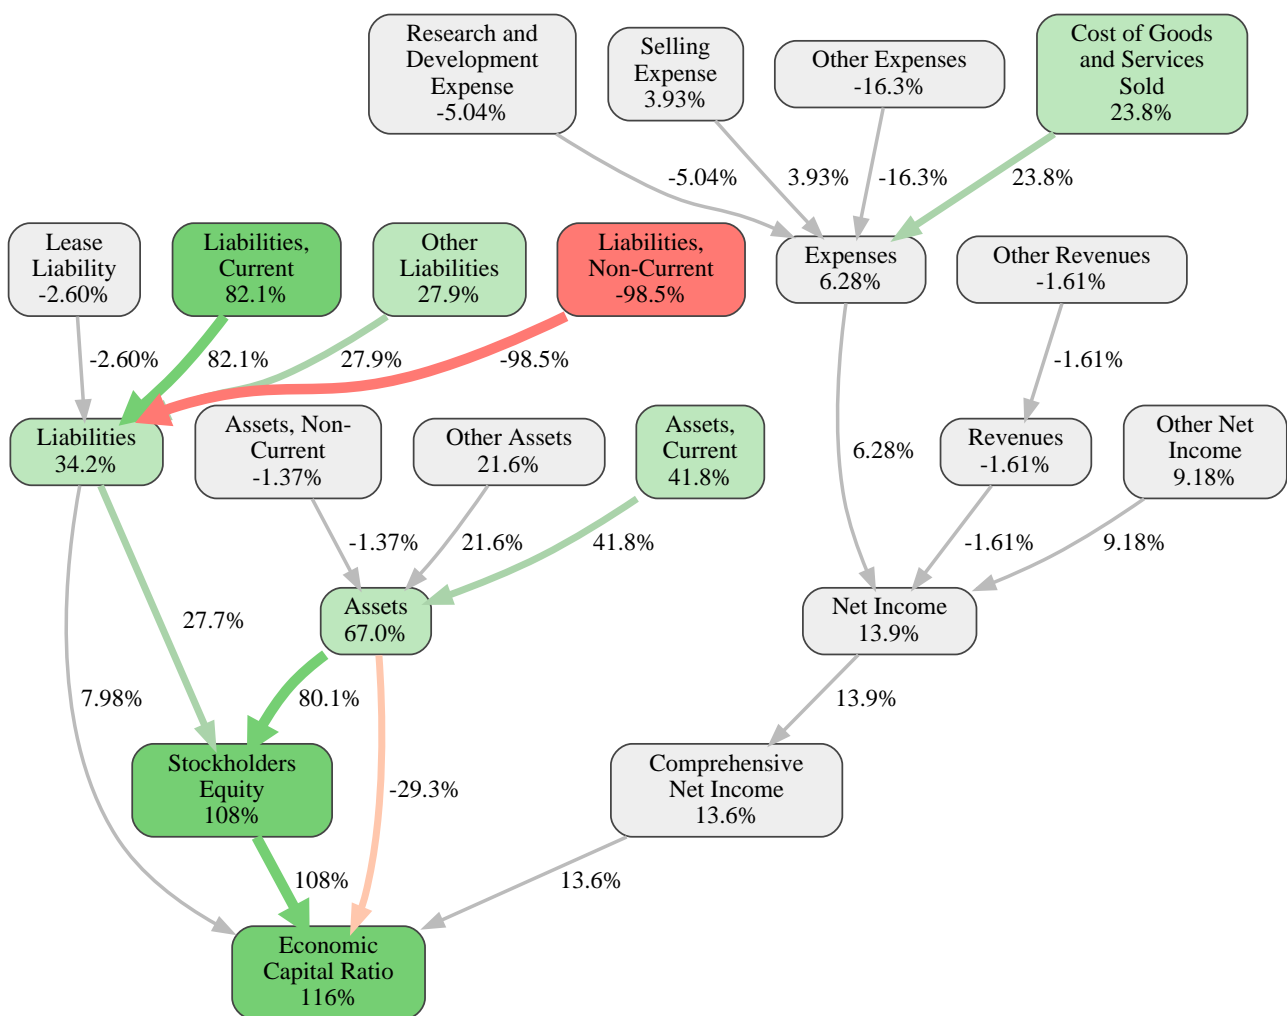 Research and
Development
Expense
-5.04%
Selling
Expense
3.93%
Other Expenses
-16.3%
Cost of Goods
and Services
Sold
23.8%
-5.04%
3.93%
-16.3%
23.8%
Lease
Liability
-2.60%
Liabilities,
Current
82.1%
Other
Liabilities
27.9%
Liabilities,
Non-Current
-98.5%
Expenses
6.28%
Other Revenues
-1.61%
-2.60%
82.1%
27.9%
-98.5%
-1.61%
Liabilities
34.2%
Assets, Non-
Current
-1.37%
Other Assets
21.6%
Assets,
Current
41.8%
6.28%
Revenues
-1.61%
Other Net
Income
9.18%
-1.37%
21.6%
41.8%
-1.61%
9.18%
27.7%
Assets
67.0%
Net Income
13.9%
7.98%
80.1%
13.9%
Stockholders
Equity
108%
-29.3%
Comprehensive
Net Income
13.6%
108%
13.6%
Economic
Capital Ratio
116%